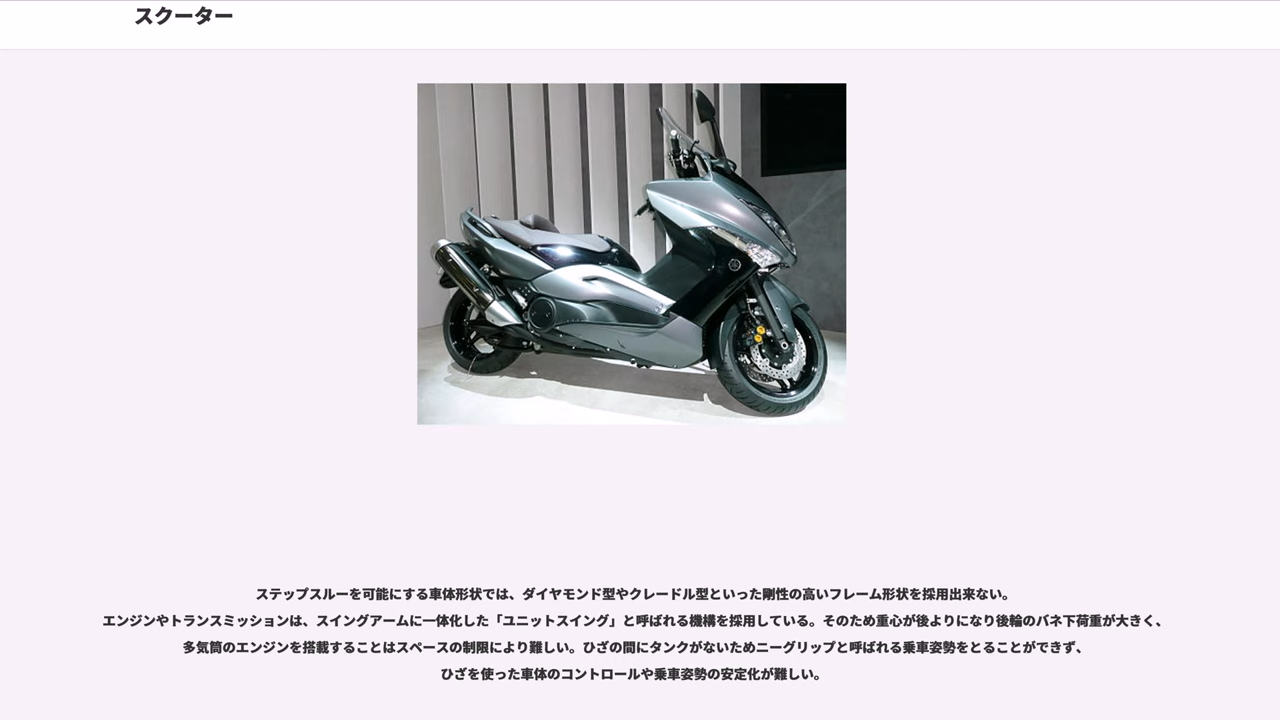 スクーター
ステップスルーを可能にする車体形状では、ダイヤモンド型やクレードル型といった剛性の高いフレーム形状を採用出来ない。
エンジンやトランスミッションは、スイングアームに一体化した「ユニットスイング」と呼ばれる機構を採用している。そのため重心が後よりになり後輪のバネ下荷重が大きく、
多気筒のエンジンを搭載することはスペースの制限により難しい。ひざの間にタンクがないためニーグリップと呼ばれる乗車姿勢をとることができず、
ひざを使った車体のコントロールや乗車姿勢の安定化が難しい。